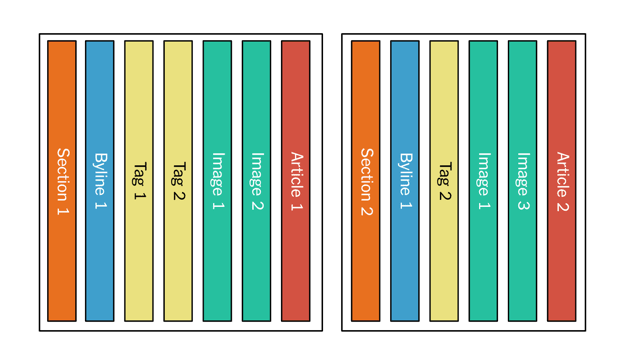 Section 1
Byline 1
Tag 1
Tag 2
Image 1
Image 2
Article 1
Section 2
Byline 1
Tag 2
Image 1
Image 3
Article 2